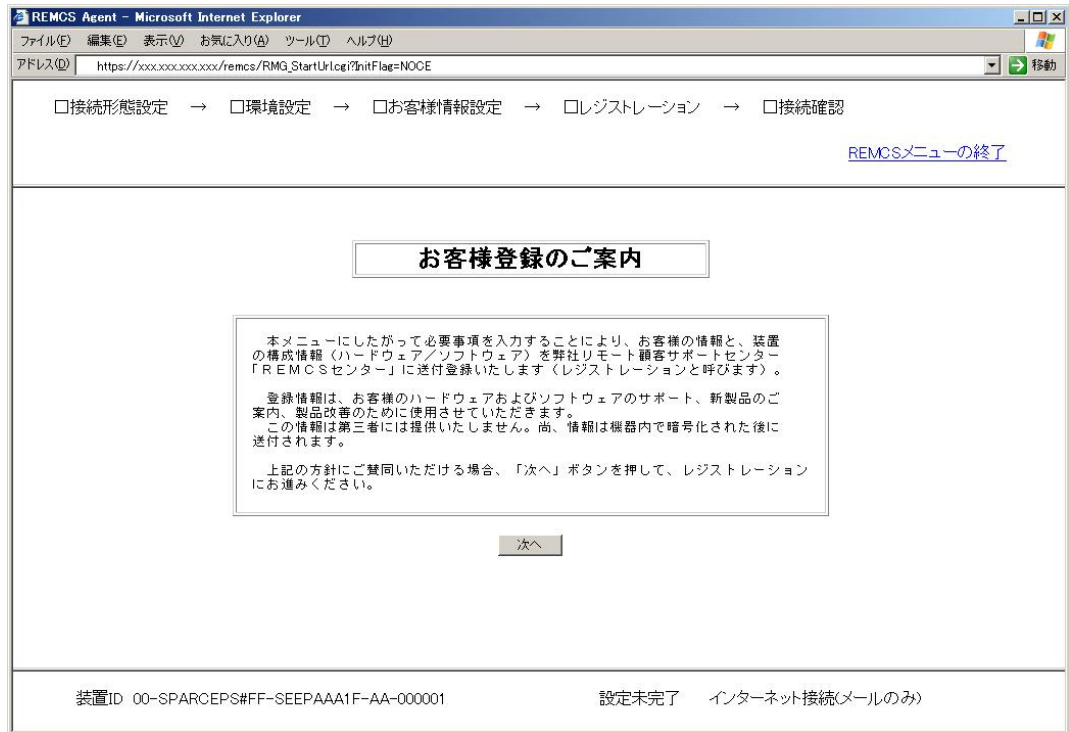 REMCS Agent - Microsoft Internet Explorer
ファイル(F) 編集(E) 表示(V) お気に入り(A) ツール(T) ヘルプ(H)
アドレス(D) https://xxx.xxx.xxx.xxx/remcs/RMG_StartUrl.cgi?InitFlag=NOCE 移動
□接続形態設定 → □環境設定 → □お客様情報設定 → □レジストレーション → □接続確認
REMCSメニューの終了
お客様登録のご案内
本メニューにしたがって必要事項を入力することにより、お客様の情報と、装置
の構成情報（ハードウェア／ソフトウェア）を弊社リモート顧客サポートセンター
「ＲＥＭＣＳセンター」に送付登録いたします（レジストレーションと呼びます）。
登録情報は、お客様のハードウェアおよびソフトウェアのサポート、新製品のご
案内、製品改善のために使用させていただきます。
この情報は第三者には提供いたしません。尚、情報は機器内で暗号化された後に
送付されます。
上記の方針にご賛同いただける場合、「次へ」ボタンを押して、レジストレーション
にお進みください。
次へ
装置ID 00-SPARCEPS#FF-SEEPAAA1F-AA-000001 設定未完了 インターネット接続(メールのみ)